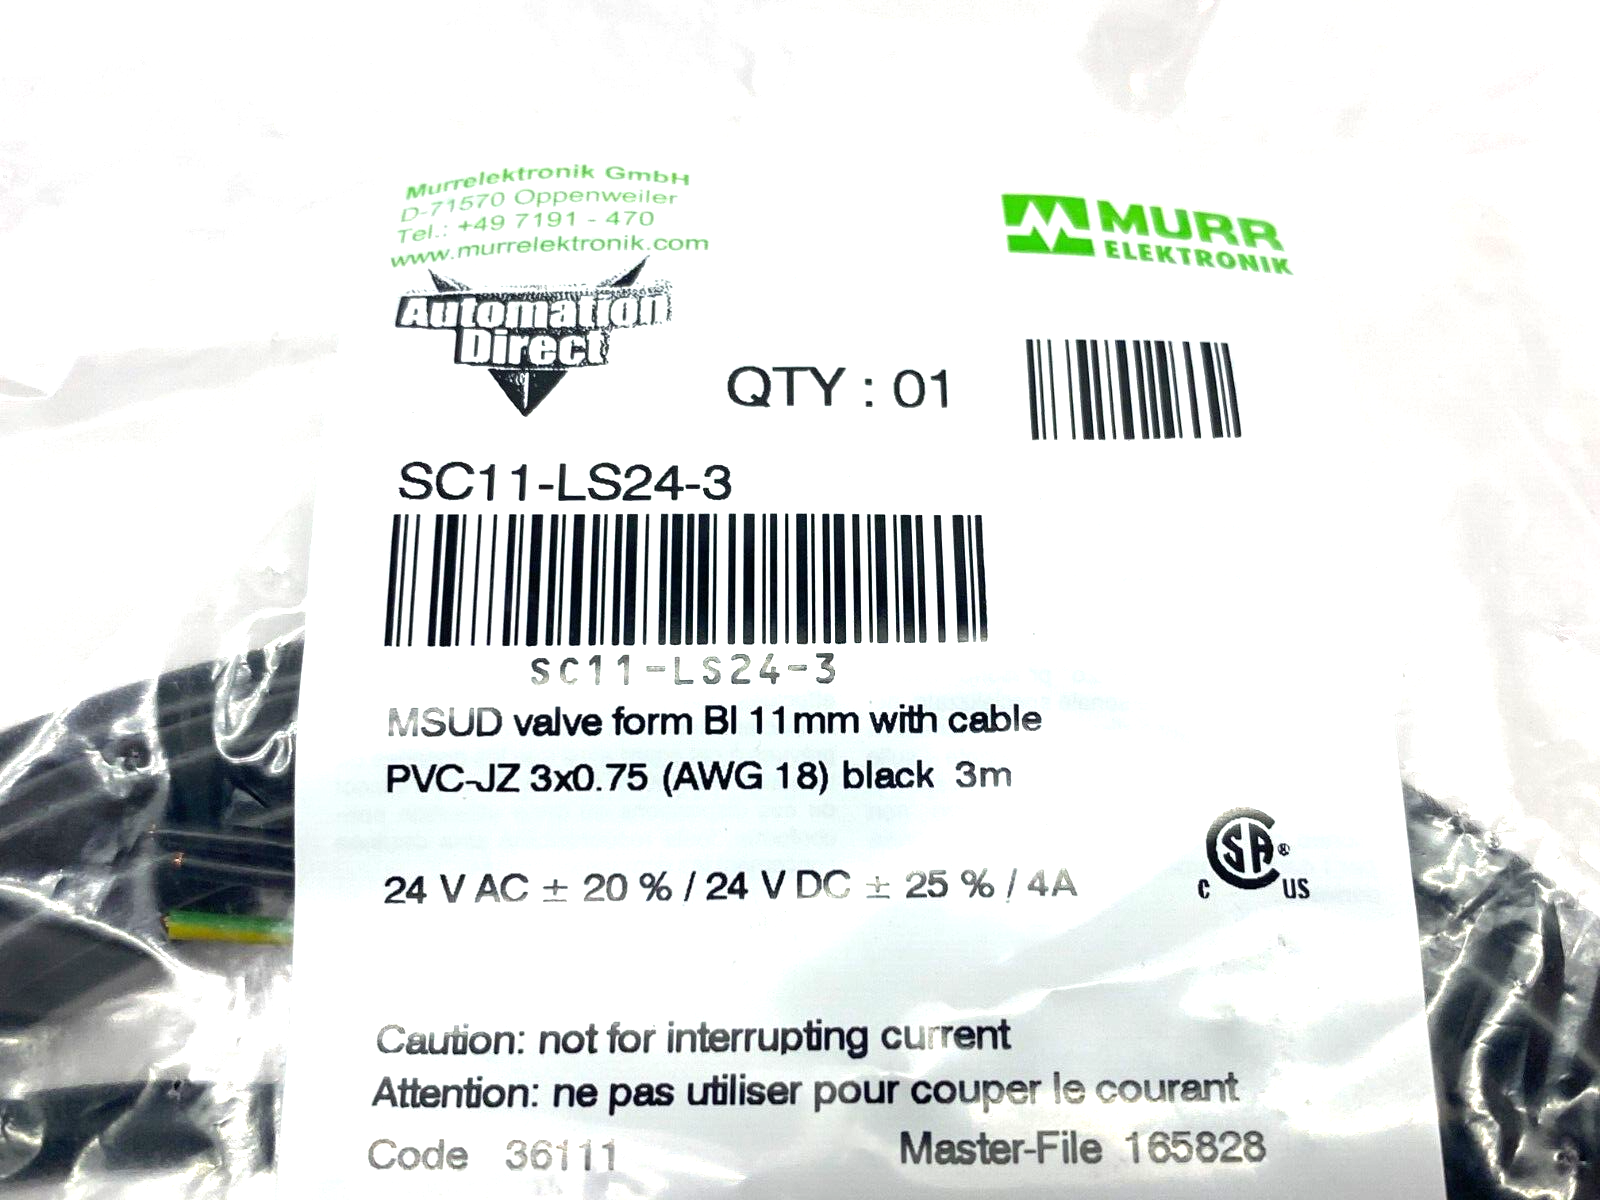 Murrelektronik GmbH
D-71570 Oppenweiler
Tel.: +49 7191 - 470
www.murrelektronik.com
MURR
ELEKTRONIK
Automation
Direct
QTY : 01
SC11-LS24-3
SC11-LS24-3
MSUD valve form BI 11mm with cable
PVC-JZ 3x0.75 (AWG 18) black 3m
24 V AC ± 20 % / 24 V DC ± 25 % / 4A
C SA ® US
Caution: not for interrupting current
Attention: ne pas utiliser pour couper le courant
Code 36111 Master-File 165828